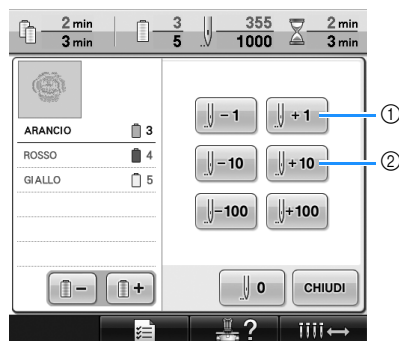 2 min 3 355 2 min
3 min 5 1000 3 min
-1 +1 ①
ARANCIO 3
ROSSO 4 -10 +10 ②
GIALLO 5
-100 +100
- + 0 CHIUDI
?